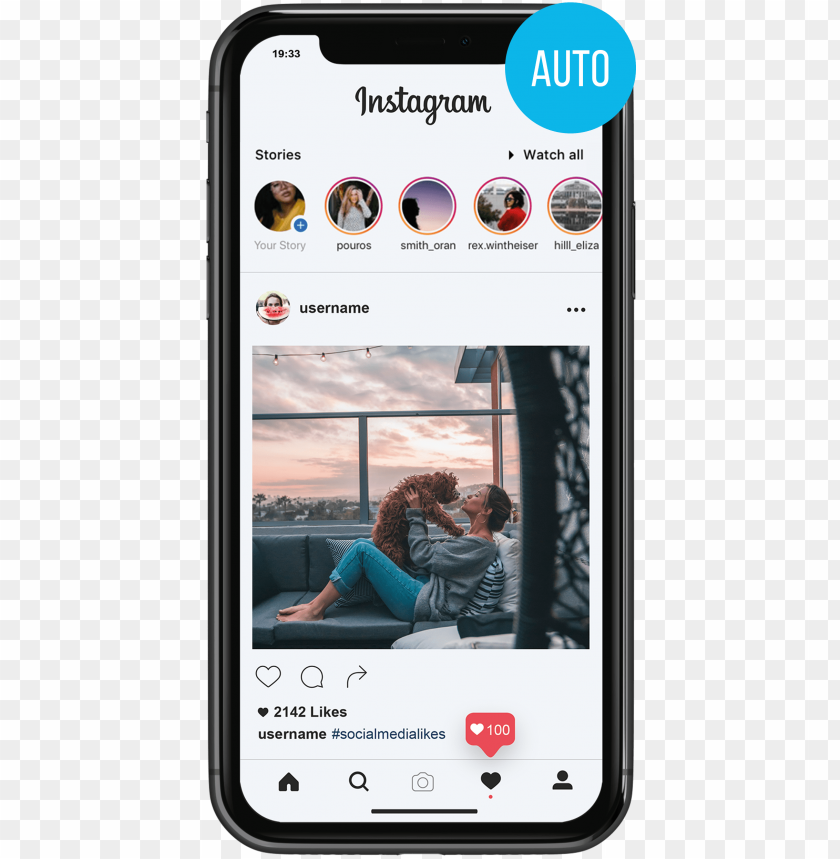 19:33
AUTO
Instagram
Stories
Watch all
Your Story
pouros
smith_oran
rex.wintheiser
hilll_eliza
username
2142 Likes
username #socialmedialikes
100